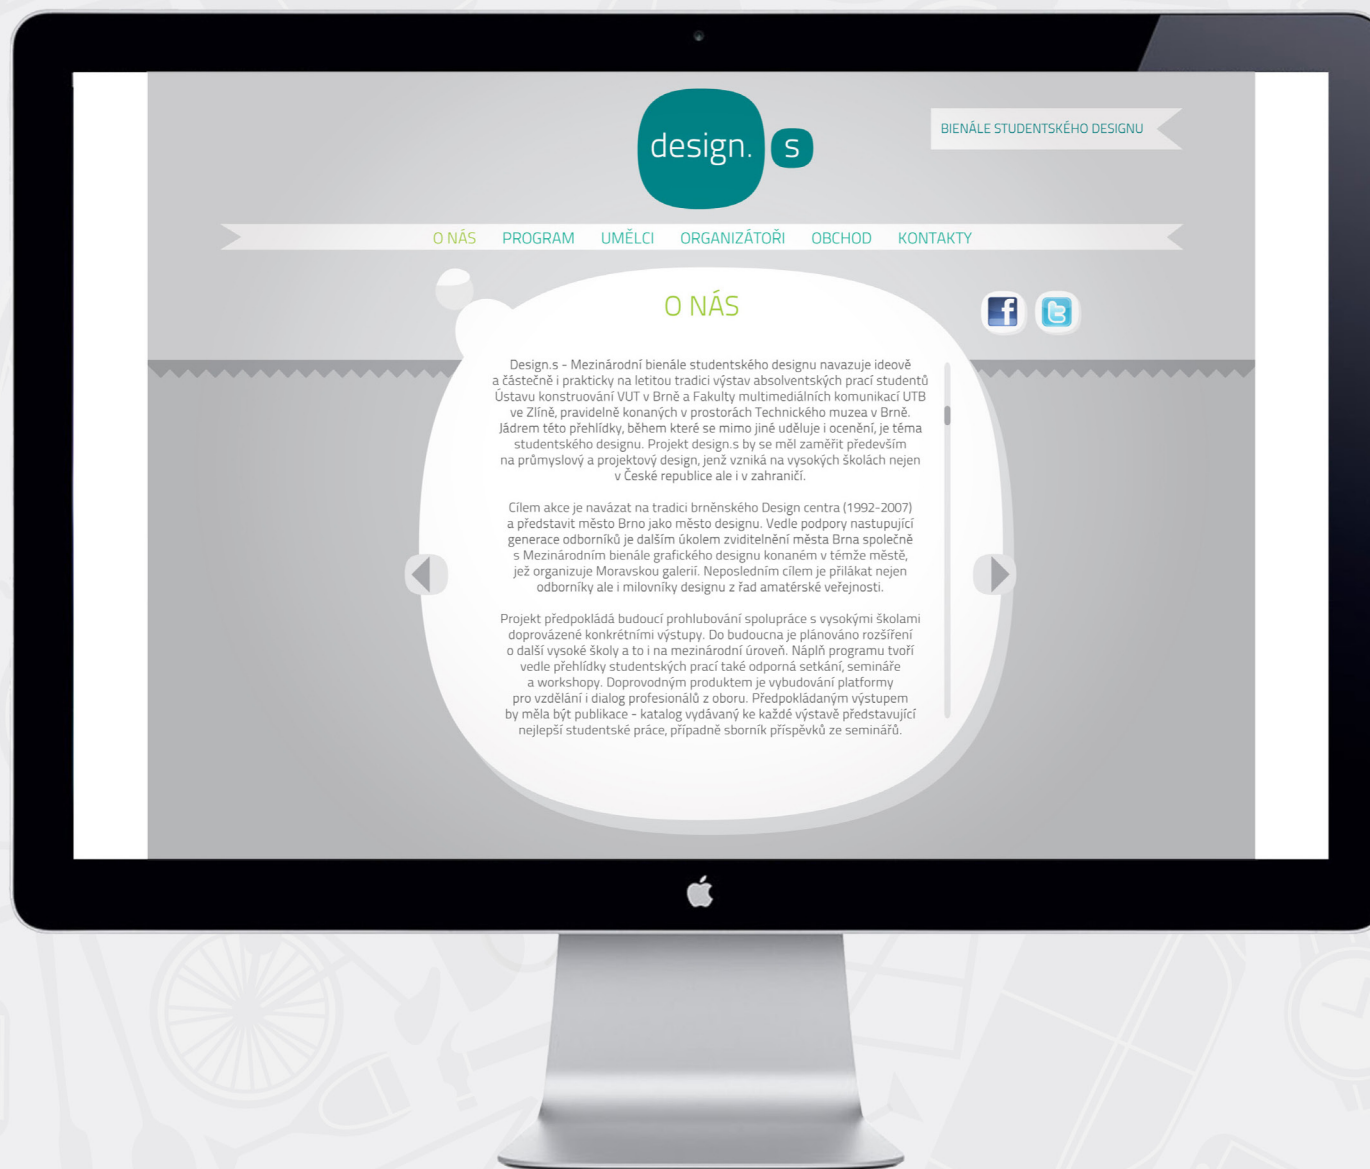 design. s
BIENÁLE STUDENTSKÉHO DESIGNU
O NÁS PROGRAM UMĚLCI ORGANIZÁTOŘI OBCHOD KONTAKTY
O NÁS
Design.s - Mezinárodní bienále studentského designu navazuje ideově
a částečně i prakticky na letitou tradici výstav absolventských prací studentů
Ústavu konstruování VUT v Brně a Fakulty multimediálních komunikací UTB
ve Zlíně, pravidelně konaných v prostorách Technického muzea v Brně.
Jádrem této přehlídky, během které se mimo jiné uděluje i ocenění, je téma
studentského designu. Projekt design.s by se měl zaměřit především
na průmyslový a projektový design, jenž vzniká na vysokých školách nejen
v České republice ale i v zahraničí.
Cílem akce je navázat na tradici brněnského Design centra (1992-2007)
a představit město Brno jako město designu. Vedle podpory nastupující
generace odborníků je dalším úkolem zviditelnění města Brna společně
s Mezinárodním bienále grafického designu konaném v témže městě,
jež organizuje Moravskou galerií. Neposledním cílem je přilákat nejen
odborníky ale i milovníky designu z řad amatérské veřejnosti.
Projekt předpokládá budoucí prohlubování spolupráce s vysokými školami
doprovázené konkrétními výstupy. Do budoucna je plánováno rozšíření
o další vysoké školy a to i na mezinárodní úroveň. Náplň programu tvoří
vedle přehlídky studentských prací také odporná setkání, semináře
a workshopy. Doprovodným produktem je vybudování platformy
pro vzdělání i dialog profesionálů z oboru. Předpokládaným výstupem
by měla být publikace - katalog vydávaný ke každé výstavě představující
nejlepší studentské práce, případně sborník příspěvků ze seminářů.